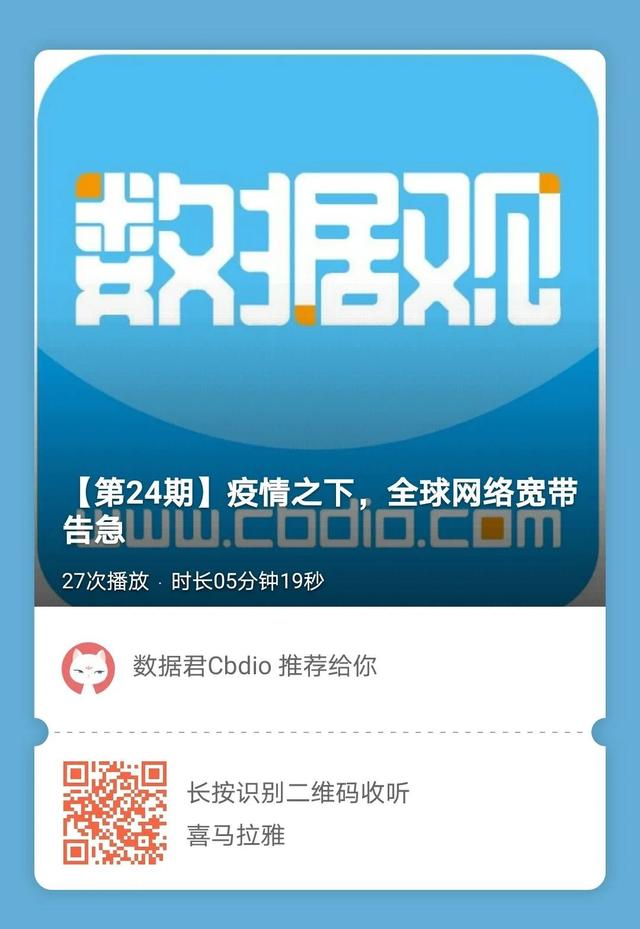 数据观
www.cbdio.com
【第24期】疫情之下，全球网络宽带
告急
27次播放 · 时长05分钟19秒
数据君Cbdio 推荐给你
长按识别二维码收听
喜马拉雅